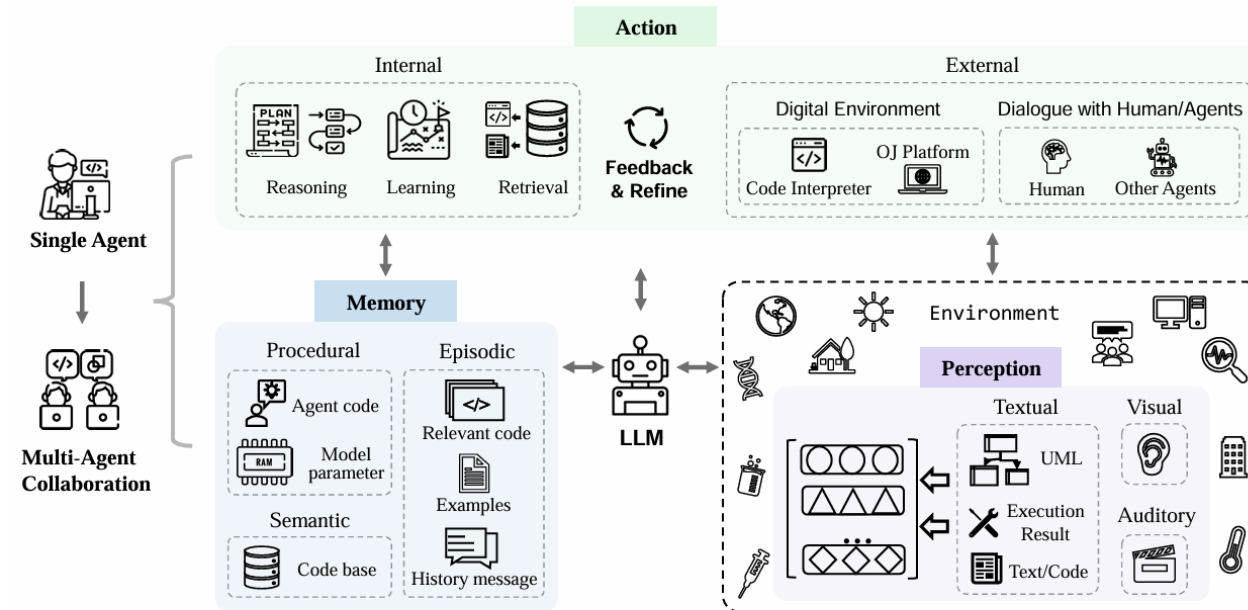 Action
Internal
External
PLAN
Reasoning
Learning
Retrieval
Feedback
& Refine
Digital Environment
Code Interpreter
OJ Platform
Dialogue with Human/Agents
Human
Other Agents
Single Agent
Multi-Agent
Collaboration
Memory
Procedural
Agent code
RAM
Model
parameter
Semantic
Code base
Episodic
Relevant code
Examples
History message
LLM
Environment
Perception
Textual
UML
Execution
Result
Text/Code
Visual
Auditory